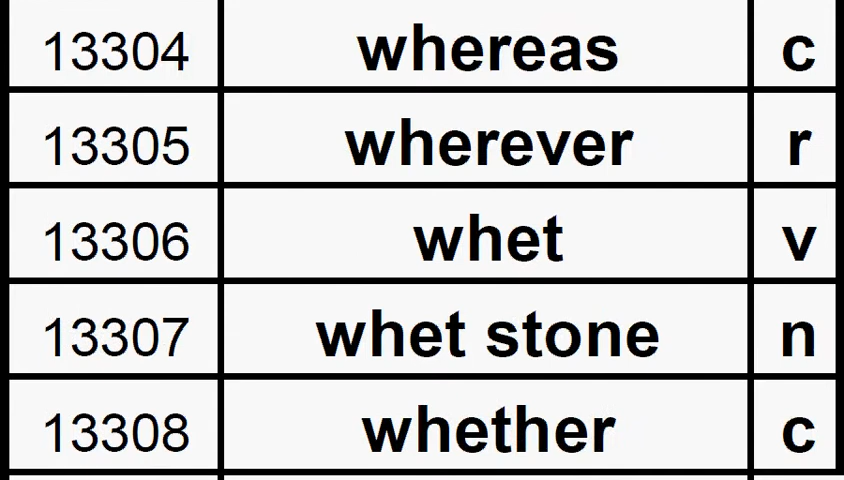 13304 whereas c
13305 wherever r
13306 whet v
13307 whet stone n
13308 whether c